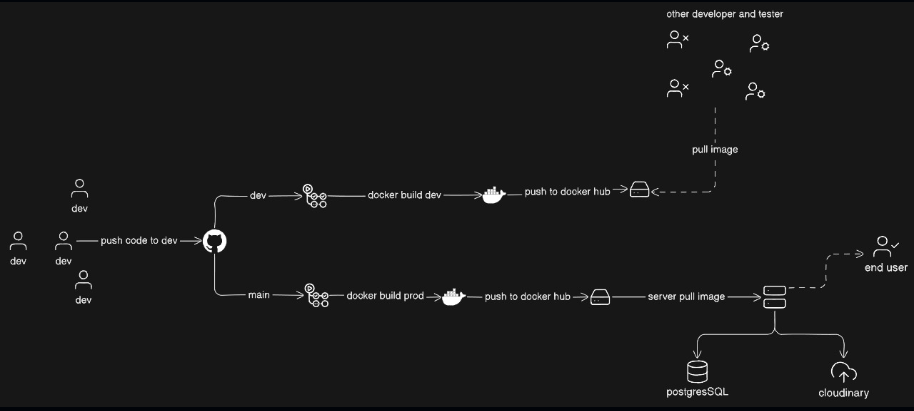 other developer and tester
pull image
dev
docker build dev
push to docker hub
dev
dev
dev
push code to dev
dev
main
docker build prod
push to docker hub
server pull image
end user
postgresSQL
cloudinary